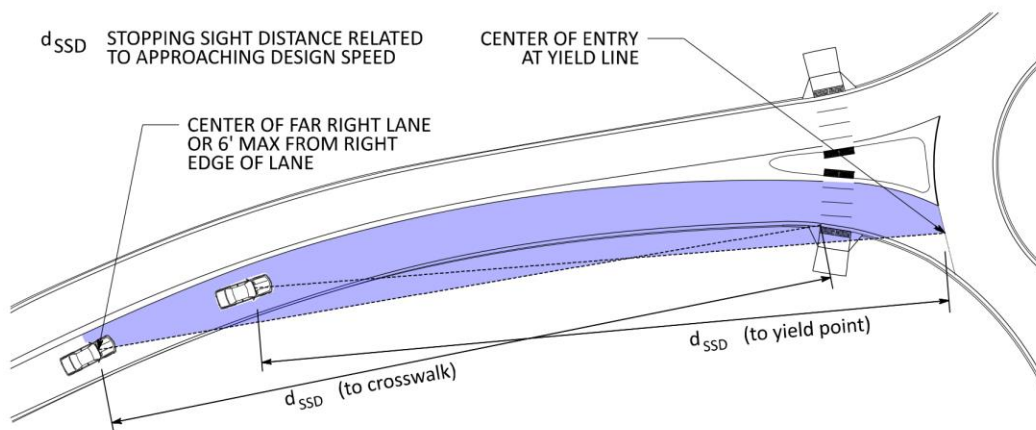 dSSD STOPPING SIGHT DISTANCE RELATED
TO APPROACHING DESIGN SPEED
CENTER OF ENTRY
AT YIELD LINE
CENTER OF FAR RIGHT LANE
OR 6' MAX FROM RIGHT
EDGE OF LANE
dSSD (to yield point)
dSSD (to crosswalk)